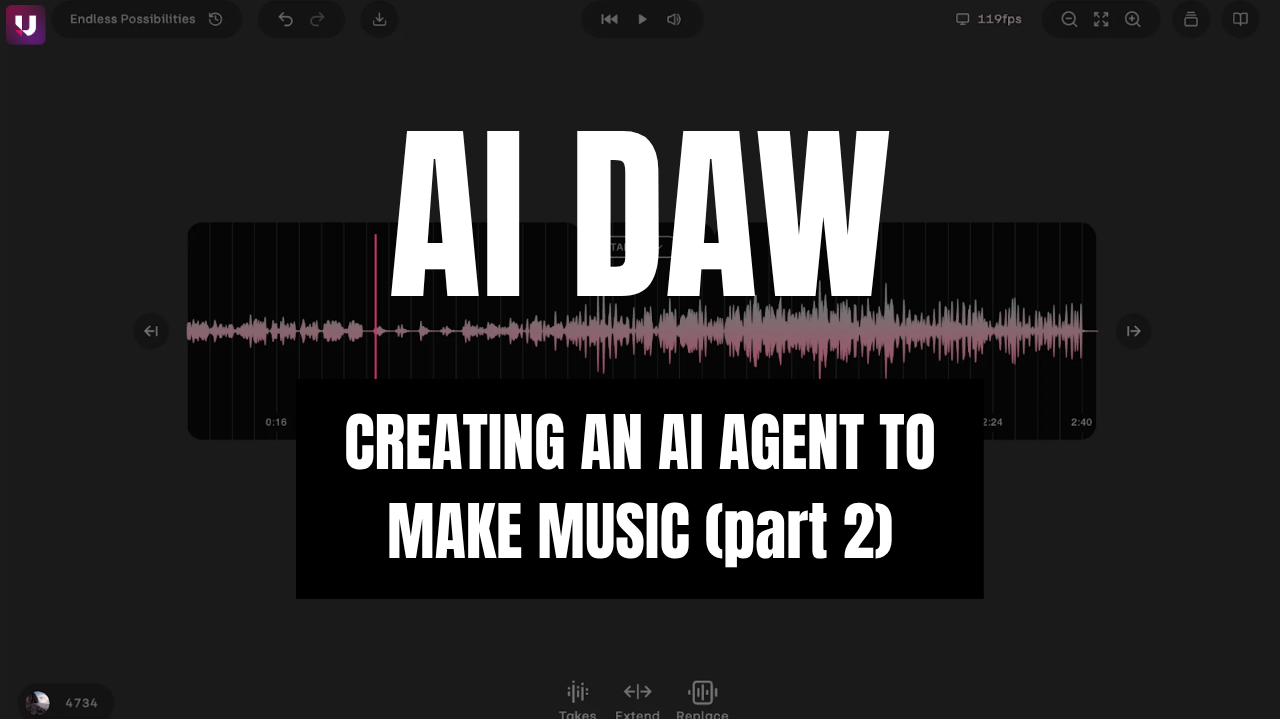 Endless Possibilities
119fps
AI DAW
0:16
2:24
2:40
CREATING AN AI AGENT TO
MAKE MUSIC (part 2)
4734
Takes Extend Replace